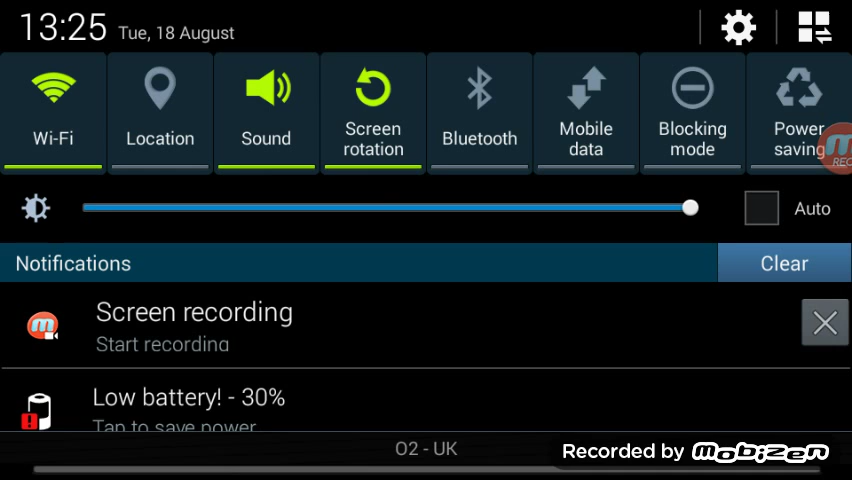 13:25 Tue, 18 August
Wi-Fi
Location
Sound
Screen
rotation
Bluetooth
Mobile
data
Blocking
mode
Power
saving
m
REC
Auto
Notifications
Clear
m
Screen recording
Start recording
Low battery! - 30%
Tap to save power
O2 - UK
Recorded by mobizen